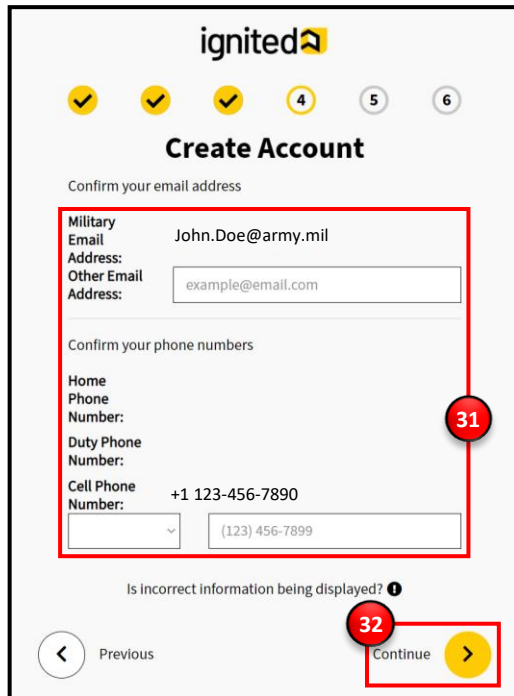 ignited
4 5 6
Create Account
Confirm your email address
Military
Email
Address:
John.Doe@army.mil
Other Email
Address:
example@email.com
Confirm your phone numbers
Home
Phone
Number:
31
Duty Phone
Number:
Cell Phone
Number:
+1 123-456-7890
(123) 456-7899
Is incorrect information being displayed?
32
Previous
Continue